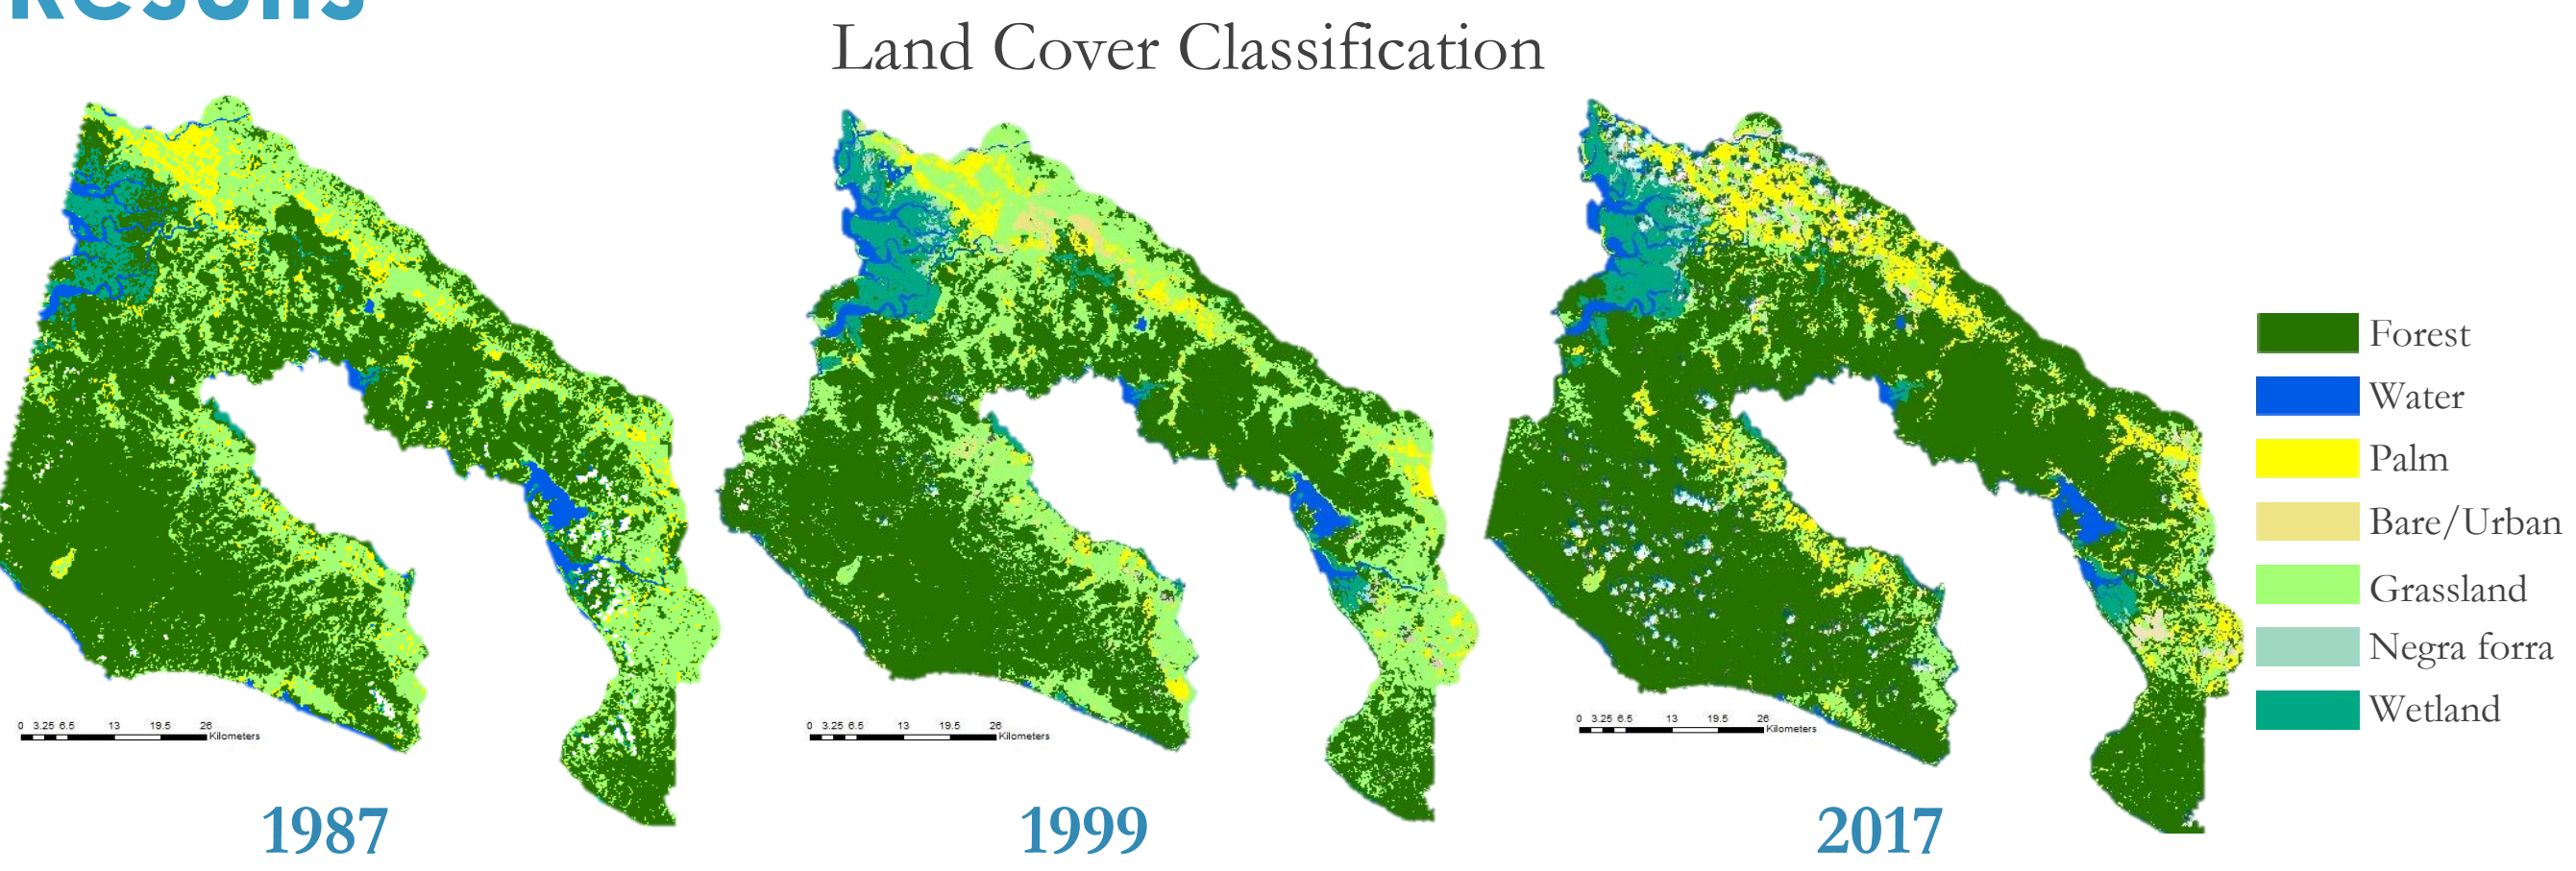 Results
Land Cover Classification
Forest
Water
Palm
Bare/Urban
Grassland
Negra forra
Wetland
0 3.25 6.5 13 19.5 26
Kilometers
0 3.25 6.5 13 19.5 26
Kilometers
0 3.25 6.5 13 19.5 26
Kilometers
1987
1999
2017